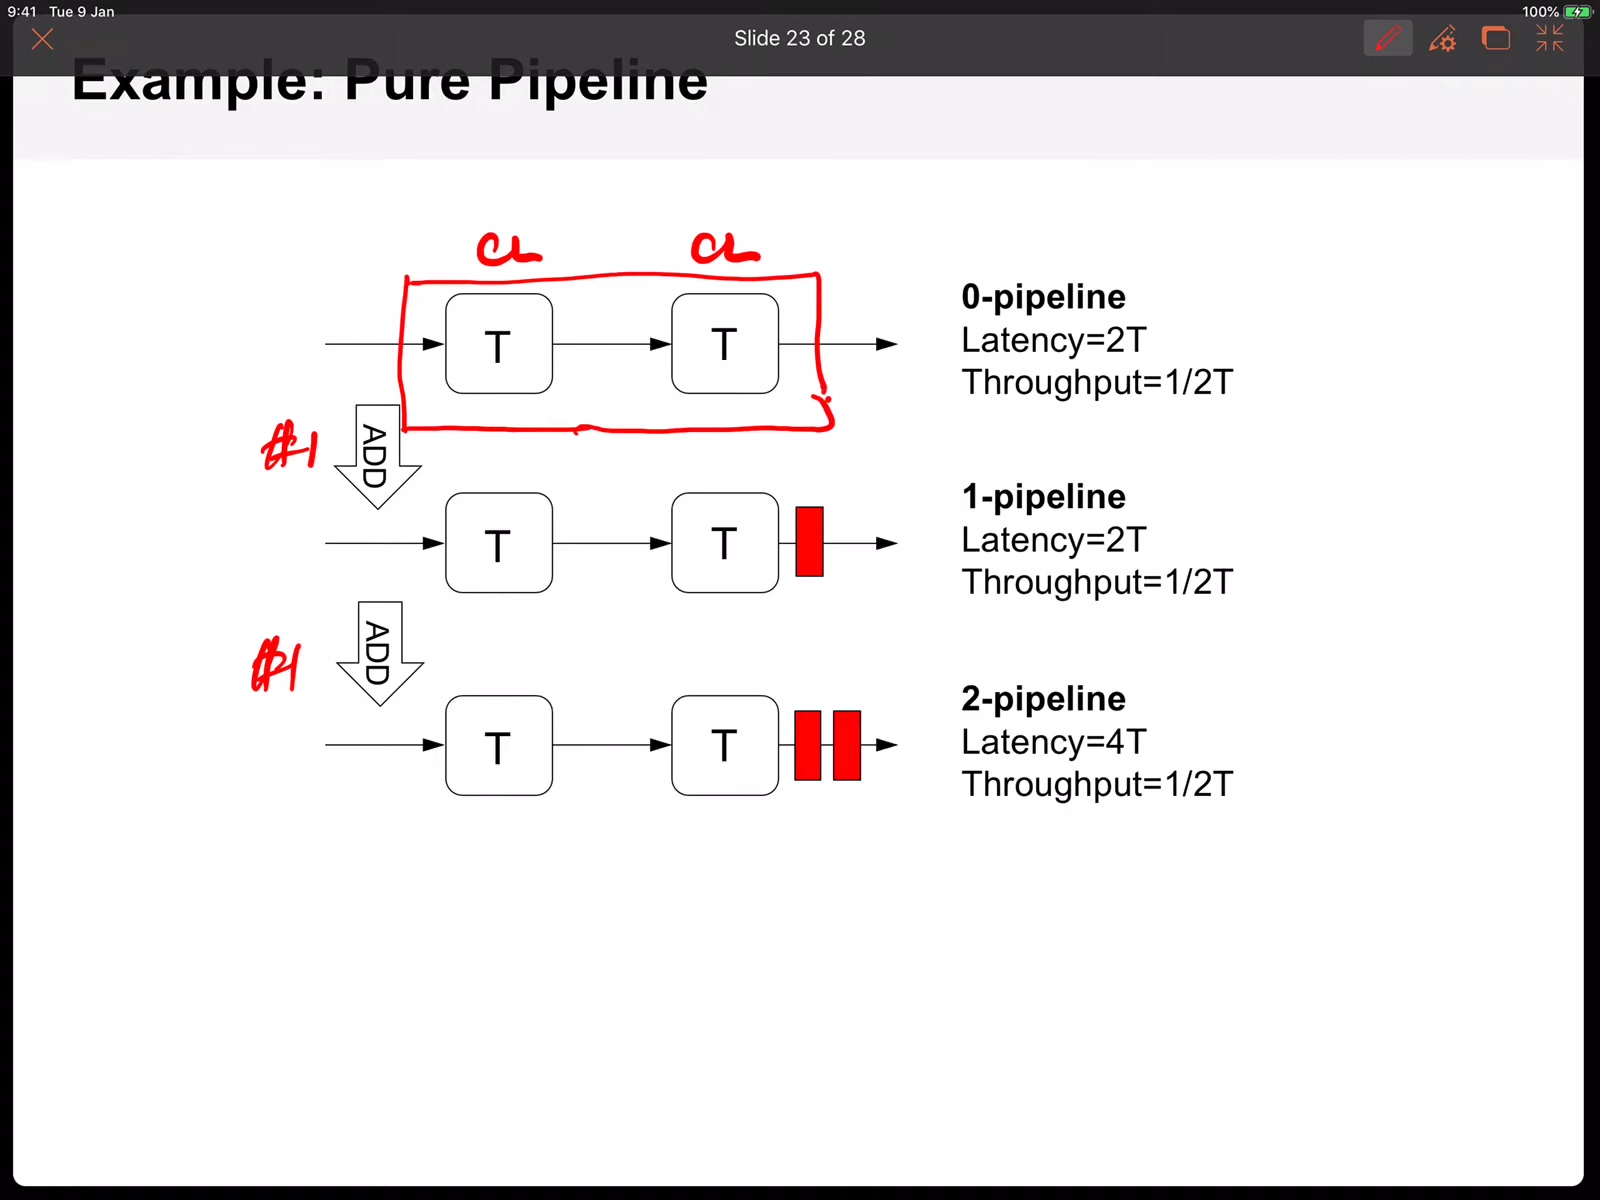 9:41 Tue 9 Jan
100%
Slide 23 of 28
Example: Pure Pipeline
CL CL
T T
0-pipeline
Latency=2T
Throughput=1/2T
#1 ADD
T T
1-pipeline
Latency=2T
Throughput=1/2T
#1 ADD
T T
2-pipeline
Latency=4T
Throughput=1/2T